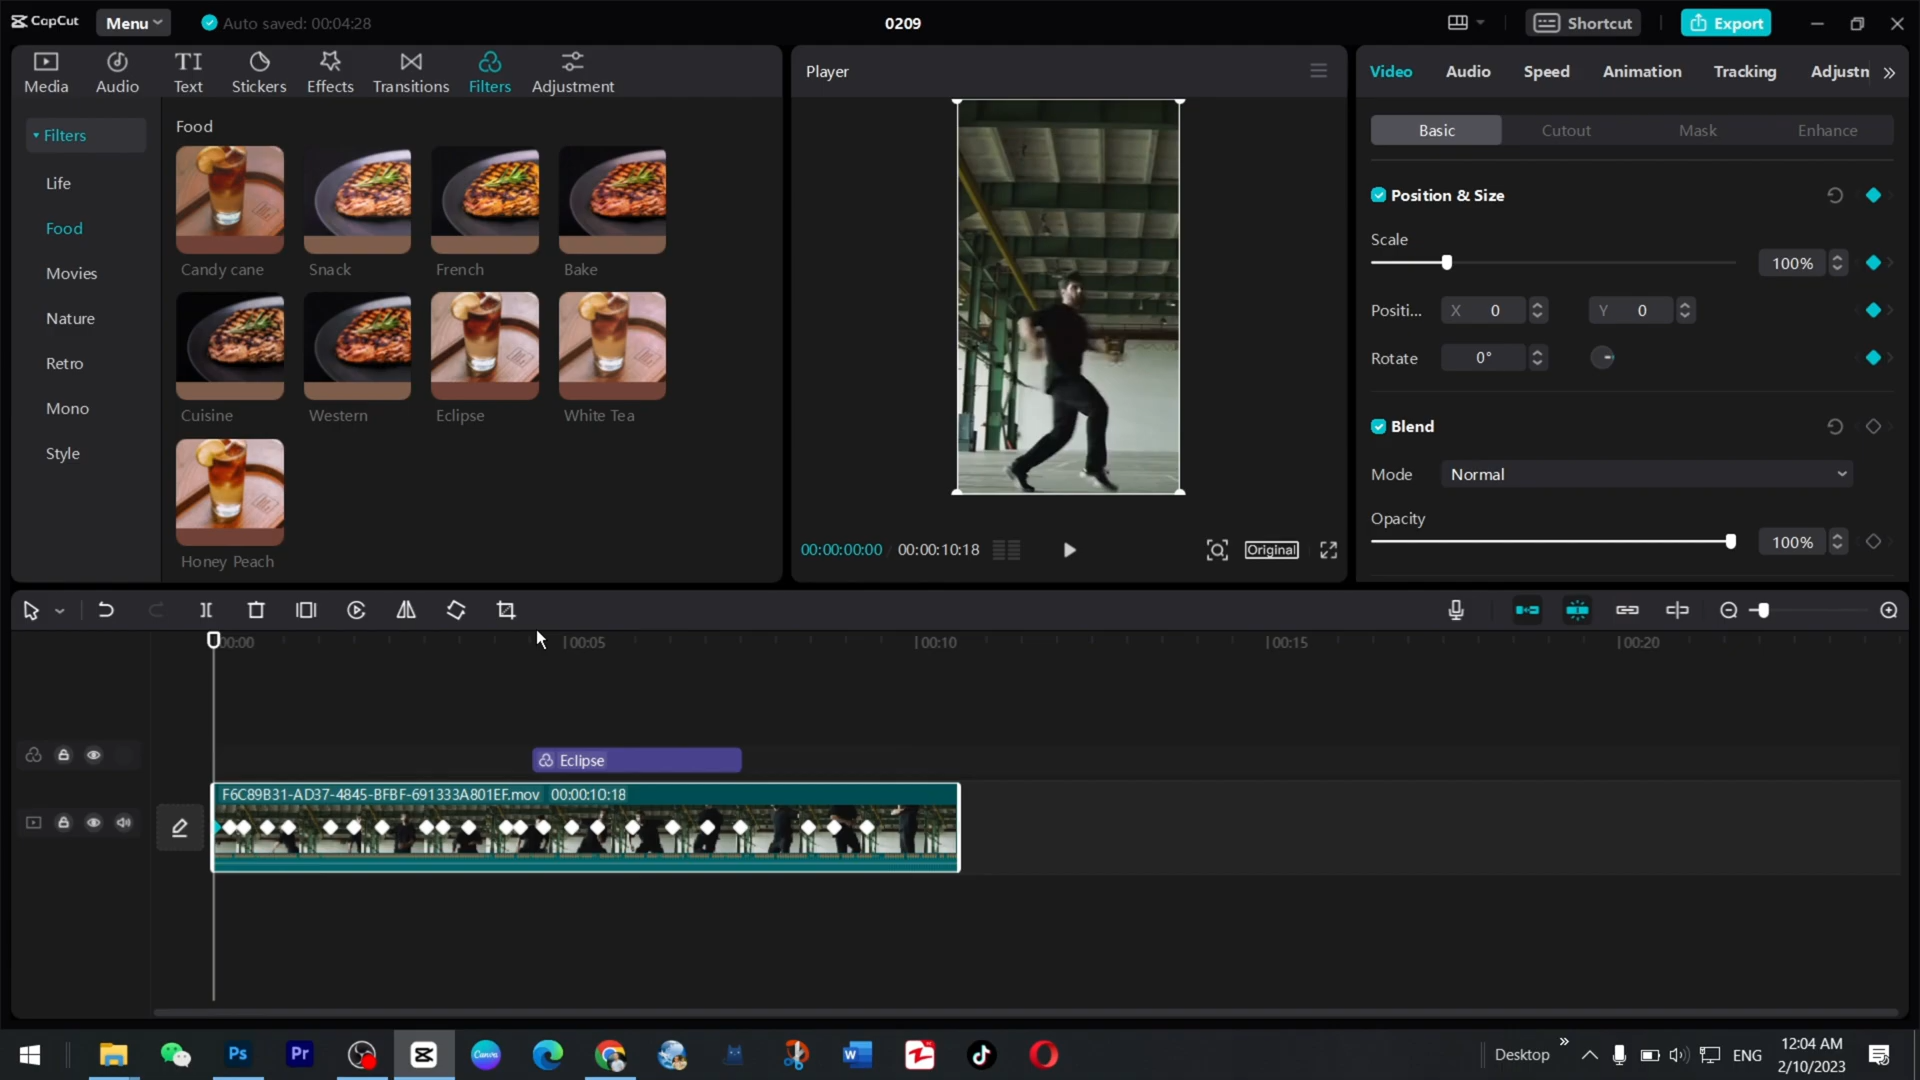 CapCut
Menu
Auto saved: 00:04:28
0209
Shortcut
Export
Media
Audio
Text
Stickers
Effects
Transitions
Filters
Adjustment
Player
Video
Audio
Speed
Animation
Tracking
Adjustn
Filters
Life
Food
Movies
Nature
Retro
Mono
Style
Food
Candy cane
Snack
French
Bake
Cuisine
Western
Eclipse
White Tea
Honey Peach
00:00:00:00 / 00:00:10:18
Original
Basic
Cutout
Mask
Enhance
Position & Size
Scale
100%
Positi...
X 0
Y 0
Rotate
0°
Blend
Mode
Normal
Opacity
100%
00:00
00:05
00:10
00:15
00:20
Eclipse
F6C89B31-AD37-4845-BFBF-691333A801EF.mov 00:00:10:18
Ps
Pr
Canva
W
Desktop
ENG
12:04 AM
2/10/2023